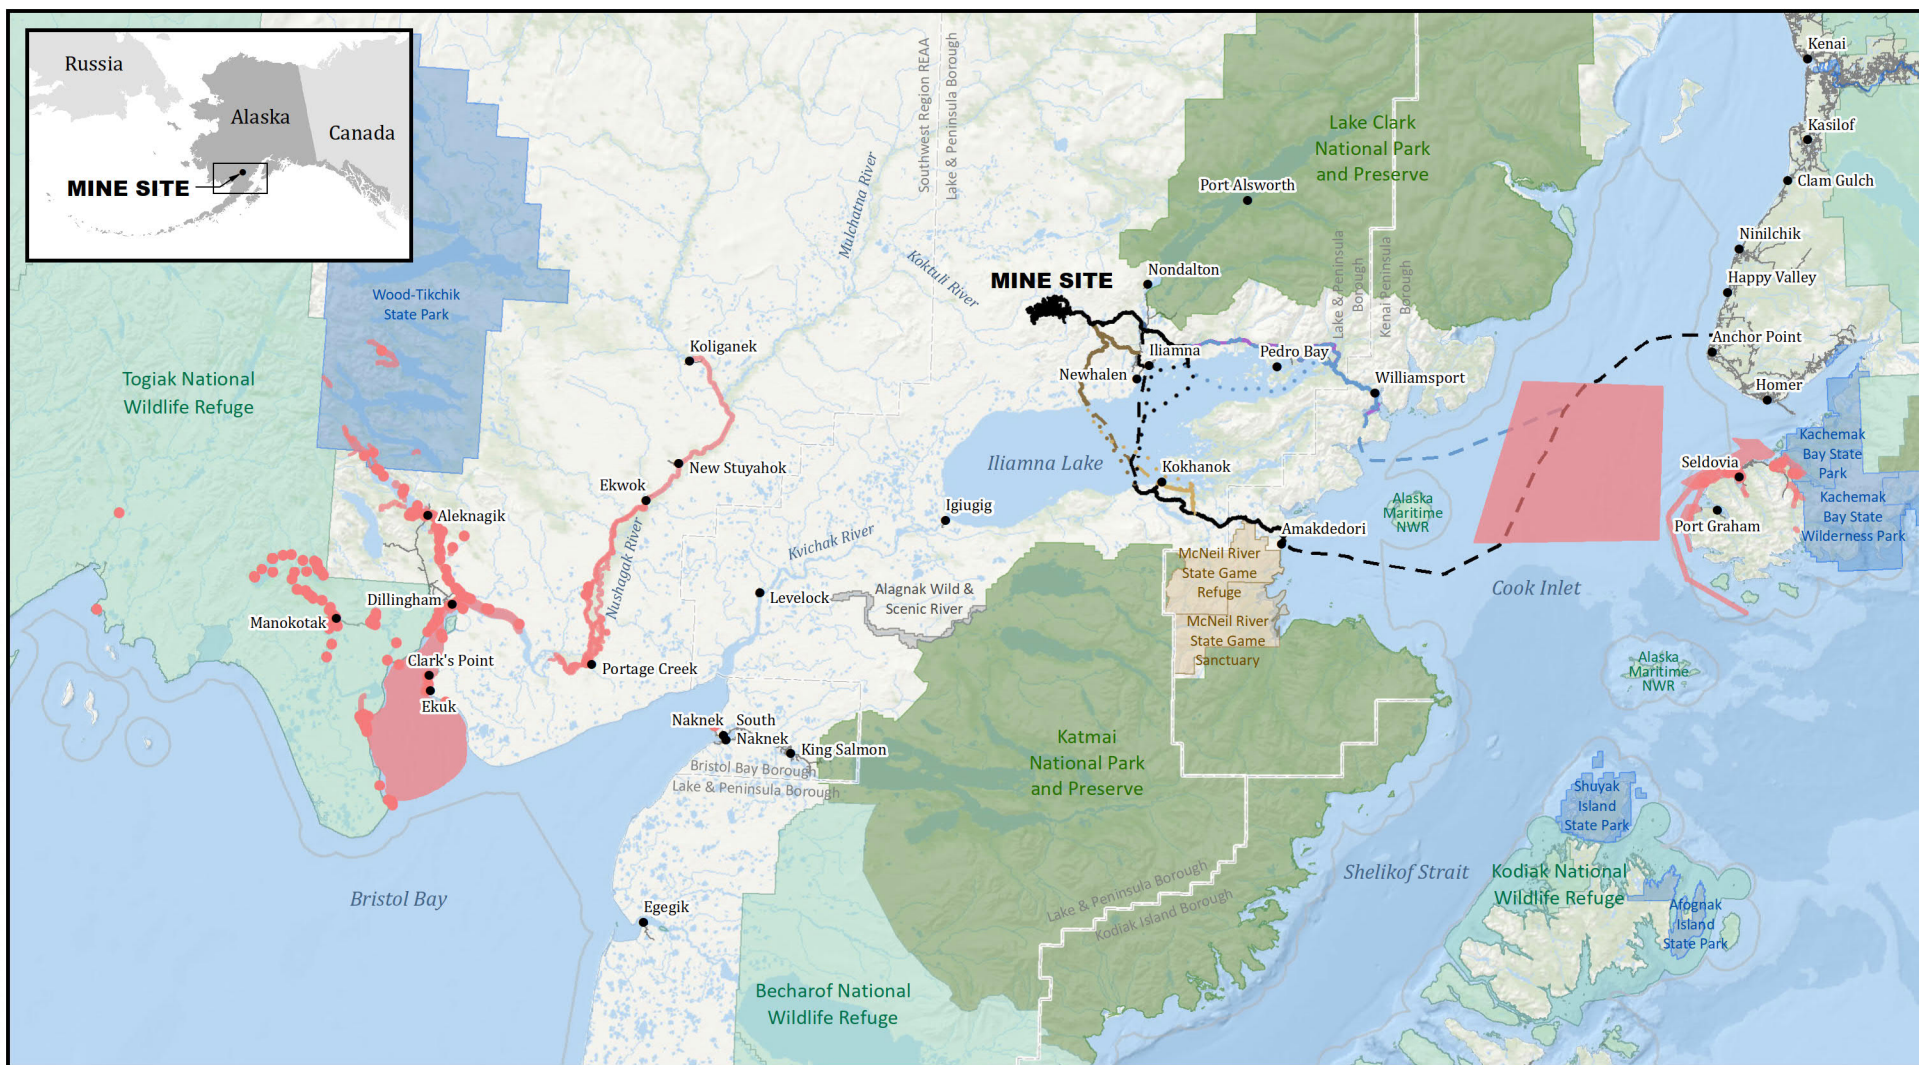 Russia
Alaska
Canada
MINE SITE
Togiak National
Wildlife Refuge
Wood-Tikchik
State Park
Mulchatna River
Koktuli River
Southwest Region REAA
Lake & Peninsula Borough
MINE SITE
Nondalton
Port Alsworth
Lake Clark
National Park
and Preserve
Lake & Peninsula
Borough
Kenai Peninsula
Borough
Kenai
Kasilof
Clam Gulch
Ninilchik
Happy Valley
Anchor Point
Homer
Koliganek
New Stuyahok
Ekwok
Nushagak River
Aleknagik
Dillingham
Manokotak
Clark's Point
Ekuk
Portage Creek
Iliamna
Newhalen
Pedro Bay
Williamsport
Iliamna Lake
Kokhanok
Igiugig
Kvichak River
Levelock
Alagnak Wild &
Scenic River
Amakdedori
McNeil River
State Game
Refuge
McNeil River
State Game
Sanctuary
Alaska
Maritime
NWR
Cook Inlet
Seldovia
Port Graham
Kachemak
Bay State
Park
Kachemak
Bay State
Wilderness Park
Alaska
Maritime
NWR
Naknek
South
Naknek
King Salmon
Bristol Bay Borough
Lake & Peninsula Borough
Katmai
National Park
and Preserve
Lake & Peninsula Borough
Kodiak Island Borough
Bristol Bay
Egegik
Becharof National
Wildlife Refuge
Shelikof Strait
Shuyak
Island
State Park
Kodiak National
Wildlife Refuge
Afognak
Island
State Park